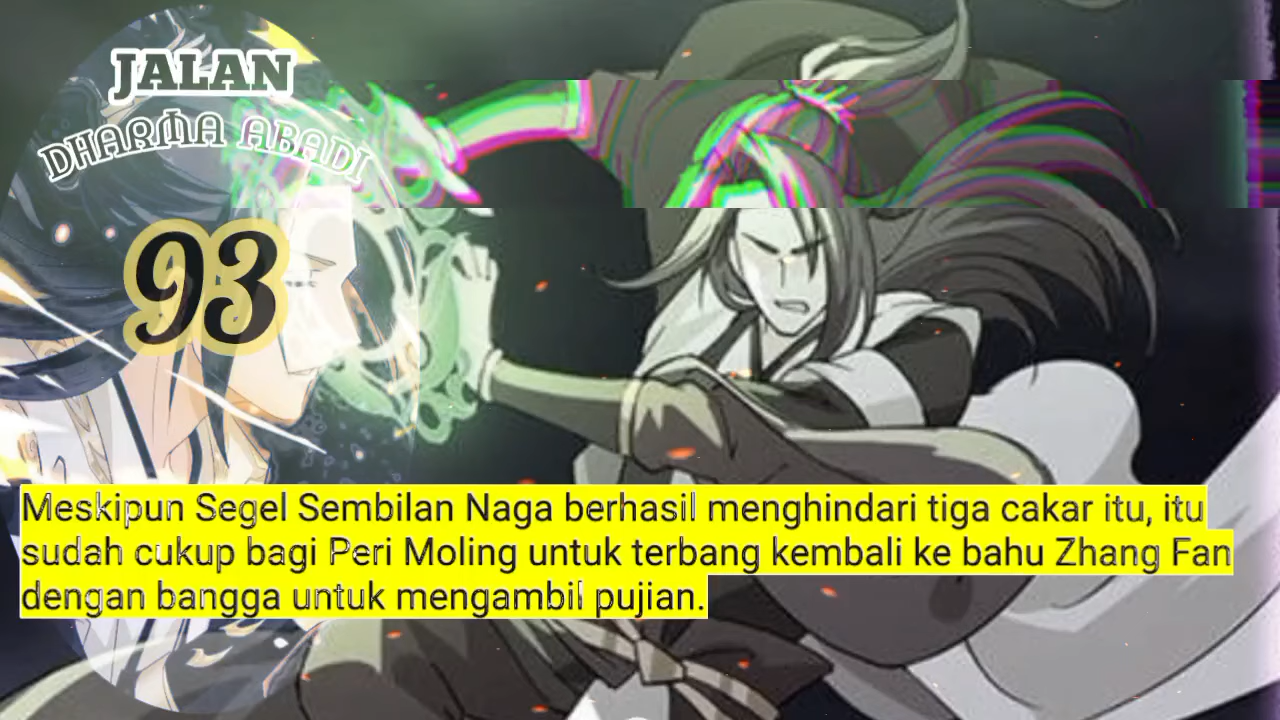 JALAN
DHARMA ABADI
93
Meskipun Segel Sembilan Naga berhasil menghindari tiga cakar itu, itu
sudah cukup bagi Peri Moling untuk terbang kembali ke bahu Zhang Fan
dengan bangga untuk mengambil pujian.